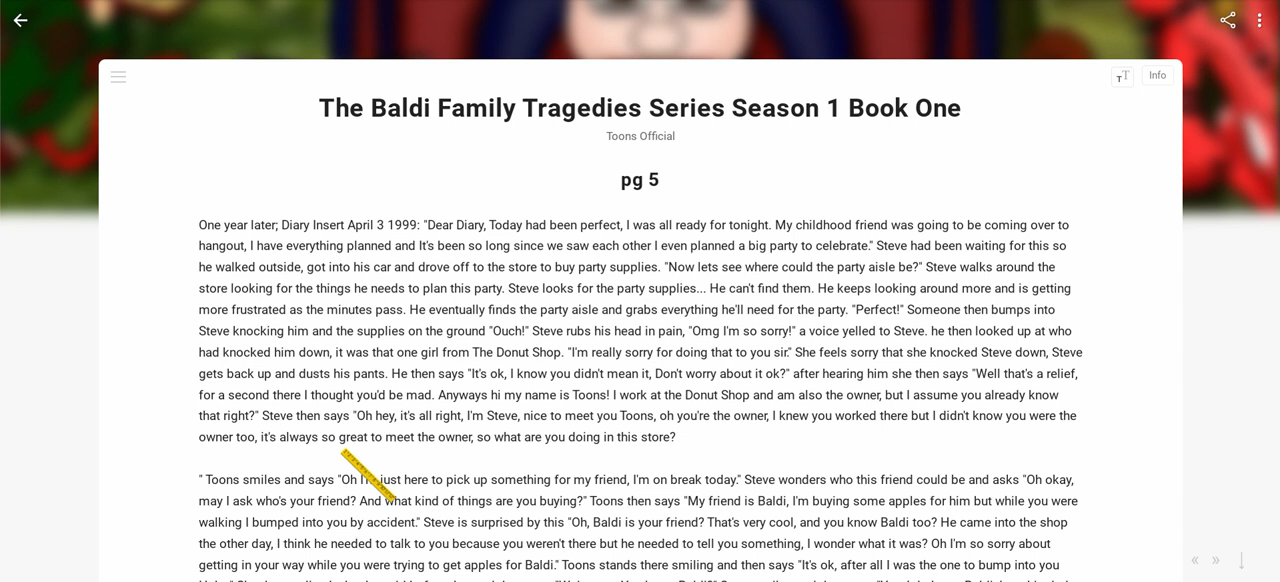 тT
Info
The Baldi Family Tragedies Series Season 1 Book One
Toons Official
pg 5
One year later; Diary Insert April 3 1999: "Dear Diary, Today had been perfect, I was all ready for tonight. My childhood friend was going to be coming over to
hangout, I have everything planned and It's been so long since we saw each other I even planned a big party to celebrate." Steve had been waiting for this so
he walked outside, got into his car and drove off to the store to buy party supplies. "Now lets see where could the party aisle be?" Steve walks around the
store looking for the things he needs to plan this party. Steve looks for the party supplies... He can't find them. He keeps looking around more and is getting
more frustrated as the minutes pass. He eventually finds the party aisle and grabs everything he'll need for the party. "Perfect!" Someone then bumps into
Steve knocking him and the supplies on the ground "Ouch!" Steve rubs his head in pain, "Omg I'm so sorry!" a voice yelled to Steve. he then looked up at who
had knocked him down, it was that one girl from The Donut Shop. "I'm really sorry for doing that to you sir." She feels sorry that she knocked Steve down, Steve
gets back up and dusts his pants. He then says "It's ok, I know you didn't mean it, Don't worry about it ok?" after hearing him she then says "Well that's a relief,
for a second there I thought you'd be mad. Anyways hi my name is Toons! I work at the Donut Shop and am also the owner, but I assume you already know
that right?" Steve then says "Oh hey, it's all right, I'm Steve, nice to meet you Toons, oh you're the owner, I knew you worked there but I didn't know you were the
owner too, it's always so great to meet the owner, so what are you doing in this store?
" Toons smiles and says "Oh just here to pick up something for my friend, I'm on break today." Steve wonders who this friend could be and asks "Oh okay,
may I ask who's your friend? And what kind of things are you buying?" Toons then says "My friend is Baldi, I'm buying some apples for him but while you were
walking I bumped into you by accident." Steve is surprised by this "Oh, Baldi is your friend? That's very cool, and you know Baldi too? He came into the shop
the other day, I think he needed to talk to you because you weren't there but he needed to tell you something, I wonder what it was? Oh I'm so sorry about
getting in your way while you were trying to get apples for Baldi." Toons stands there smiling and then says "It's ok, after all I was the one to bump into you